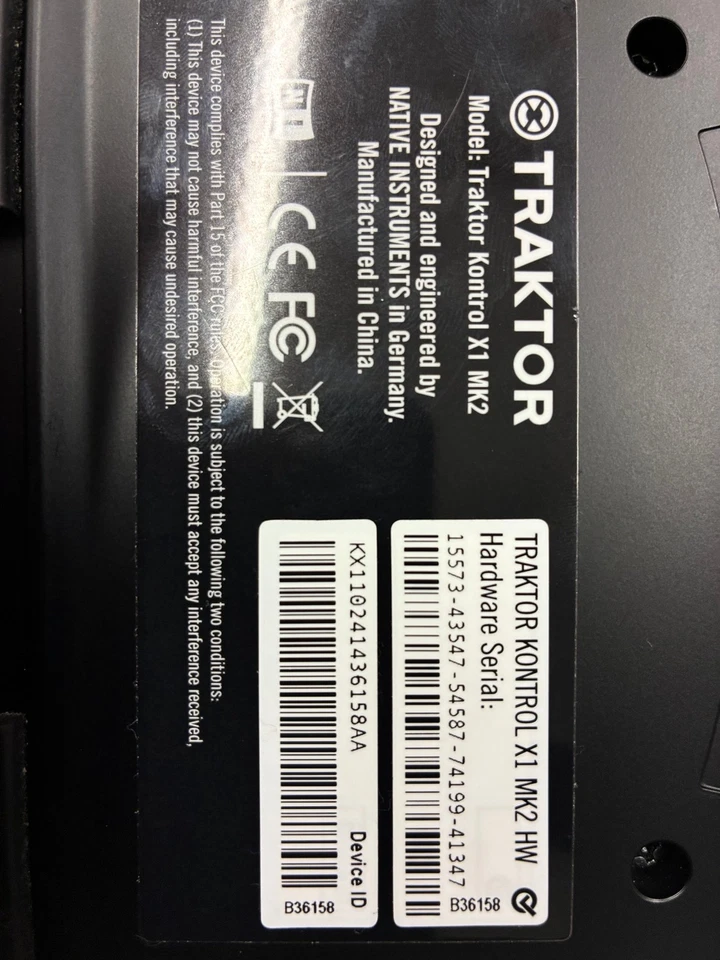 TRAKTOR
Model: Traktor Kontrol X1 MK2
Designed and engineered by
NATIVE INSTRUMENTS in Germany.
Manufactured in China.
CE FC
This device complies with Part 15 of the FCC rules. Operation is subject to the following two conditions:
(1) This device may not cause harmful interference, and (2) this device must accept any interference received,
including interference that may cause undesired operation.
TRAKTOR KONTROL X1 MK2 HW
Hardware Serial:
15573-43547-54587-74199-41347
B36158
KX110241436158AA
Device ID
B36158